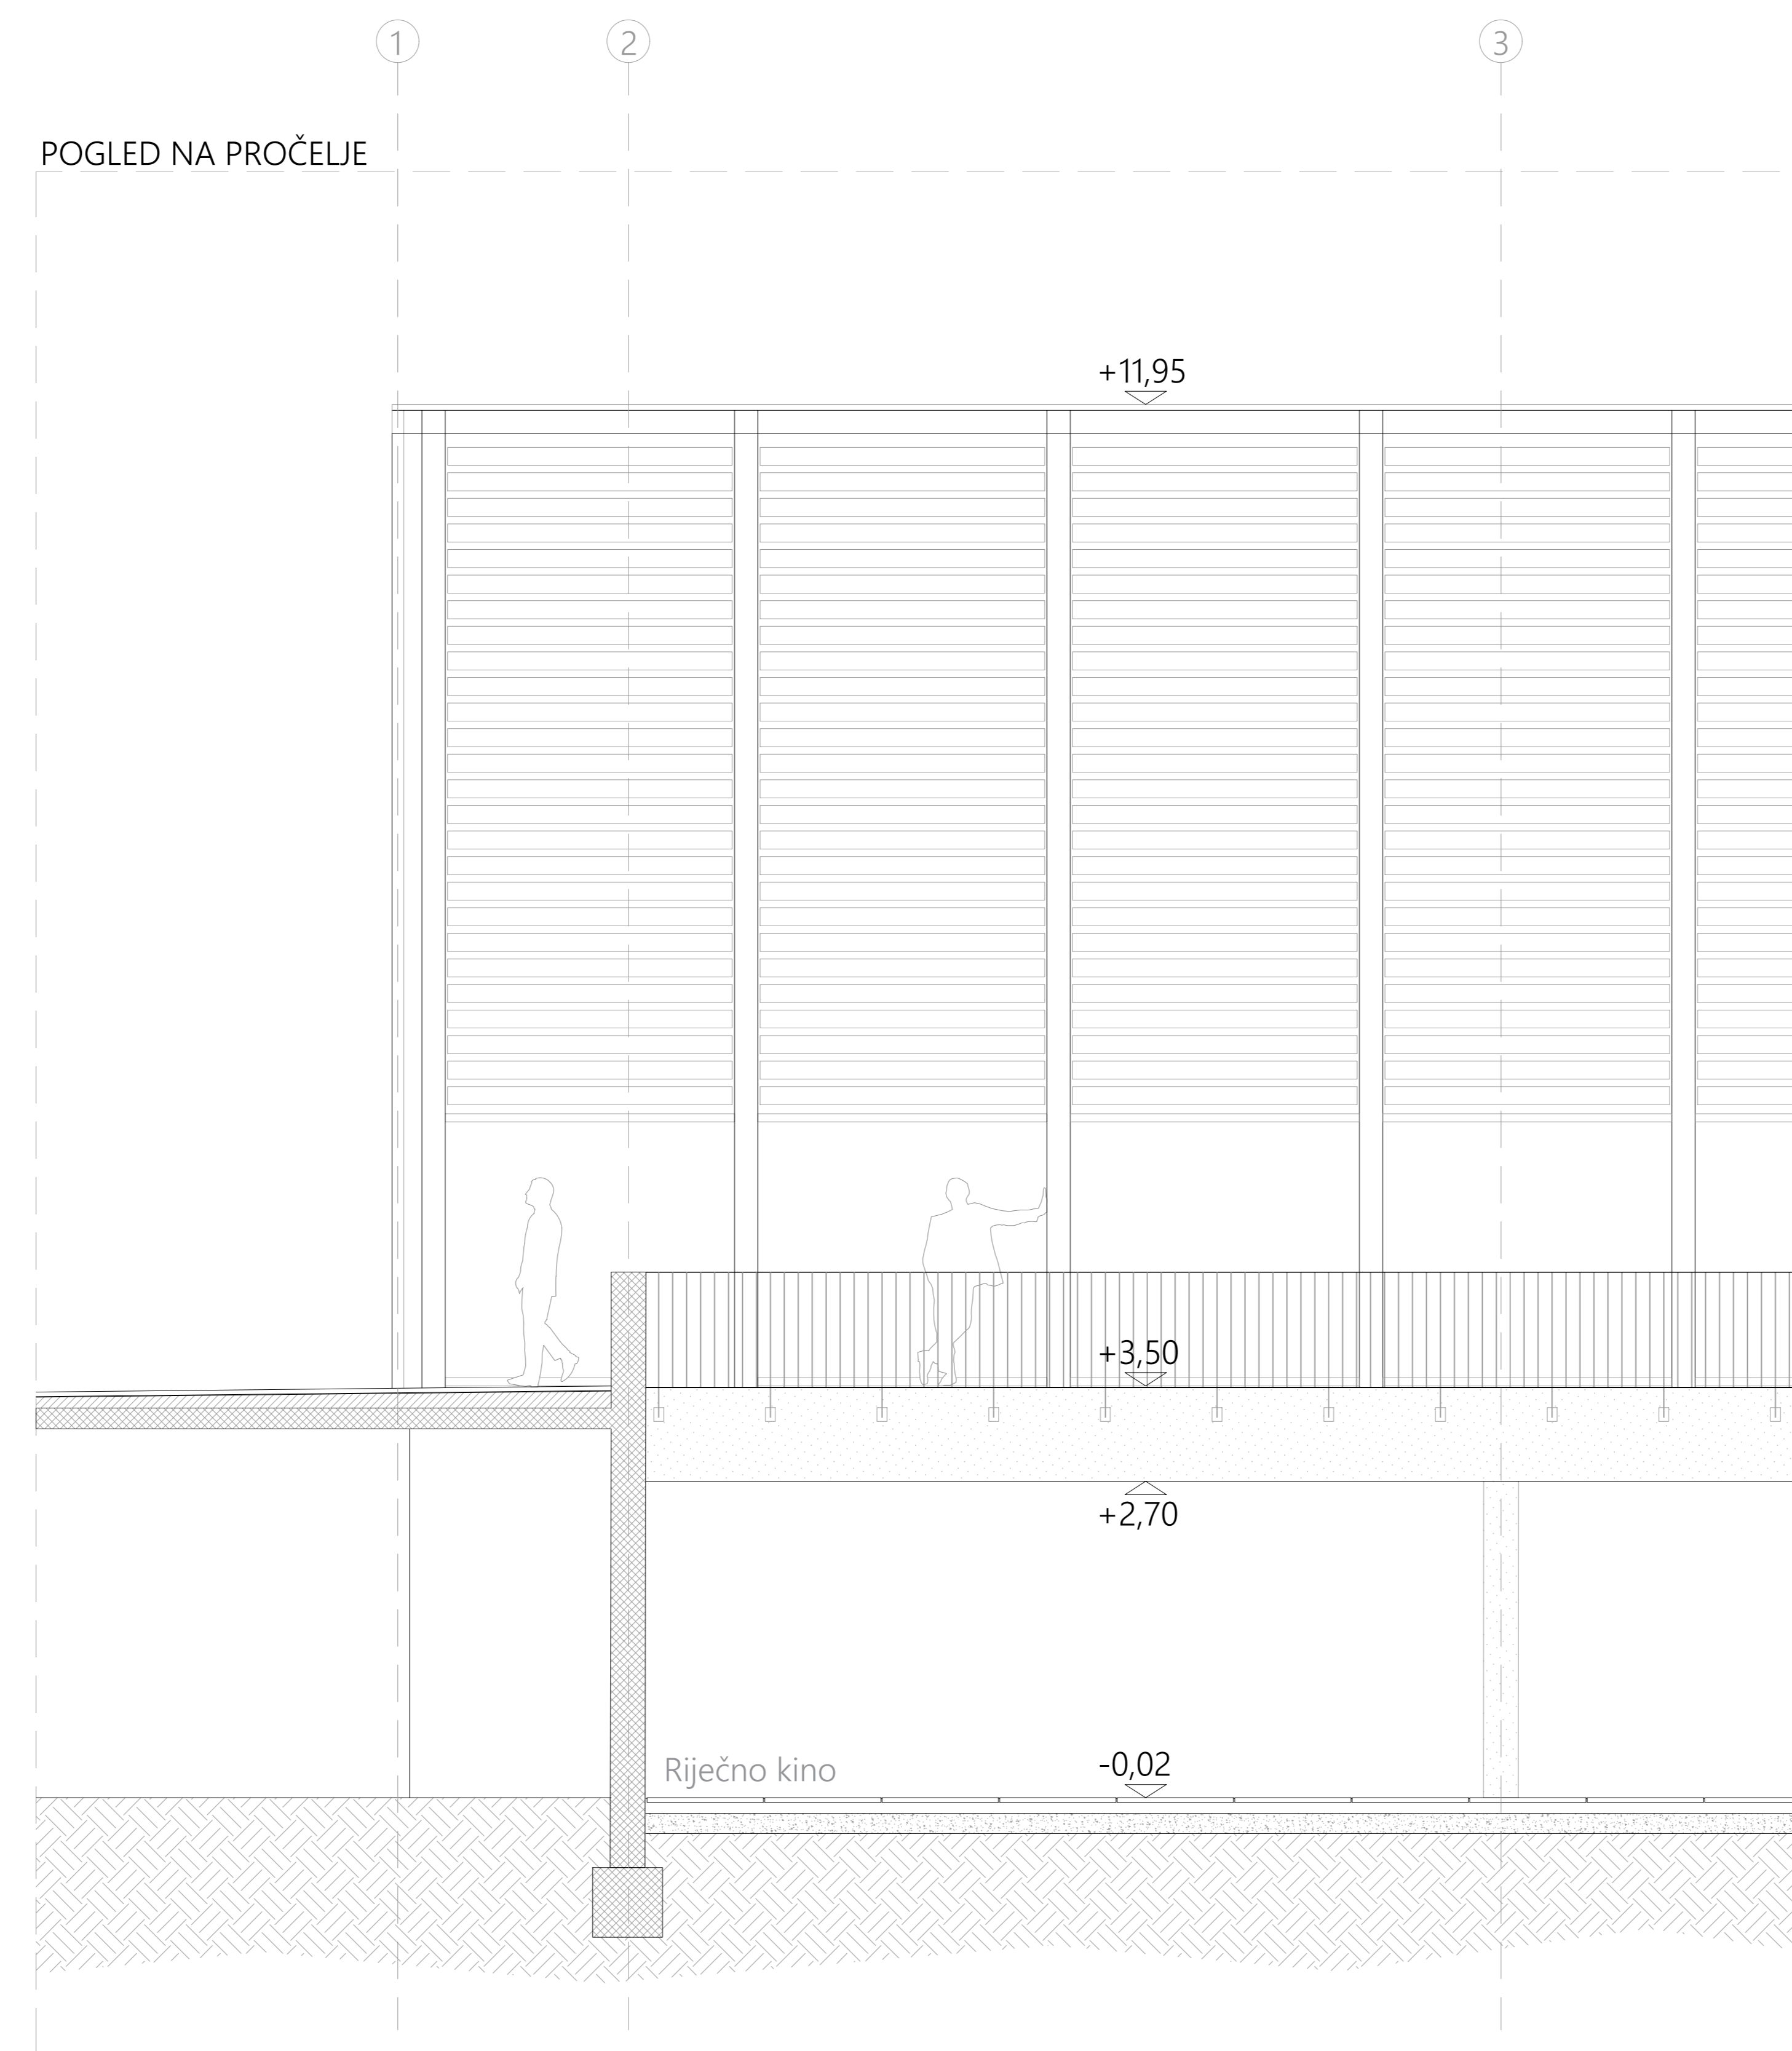 1 2 3
POGLED NA PROČELJE
+11,95
+3,50
+2,70
Riječno kino -0,02